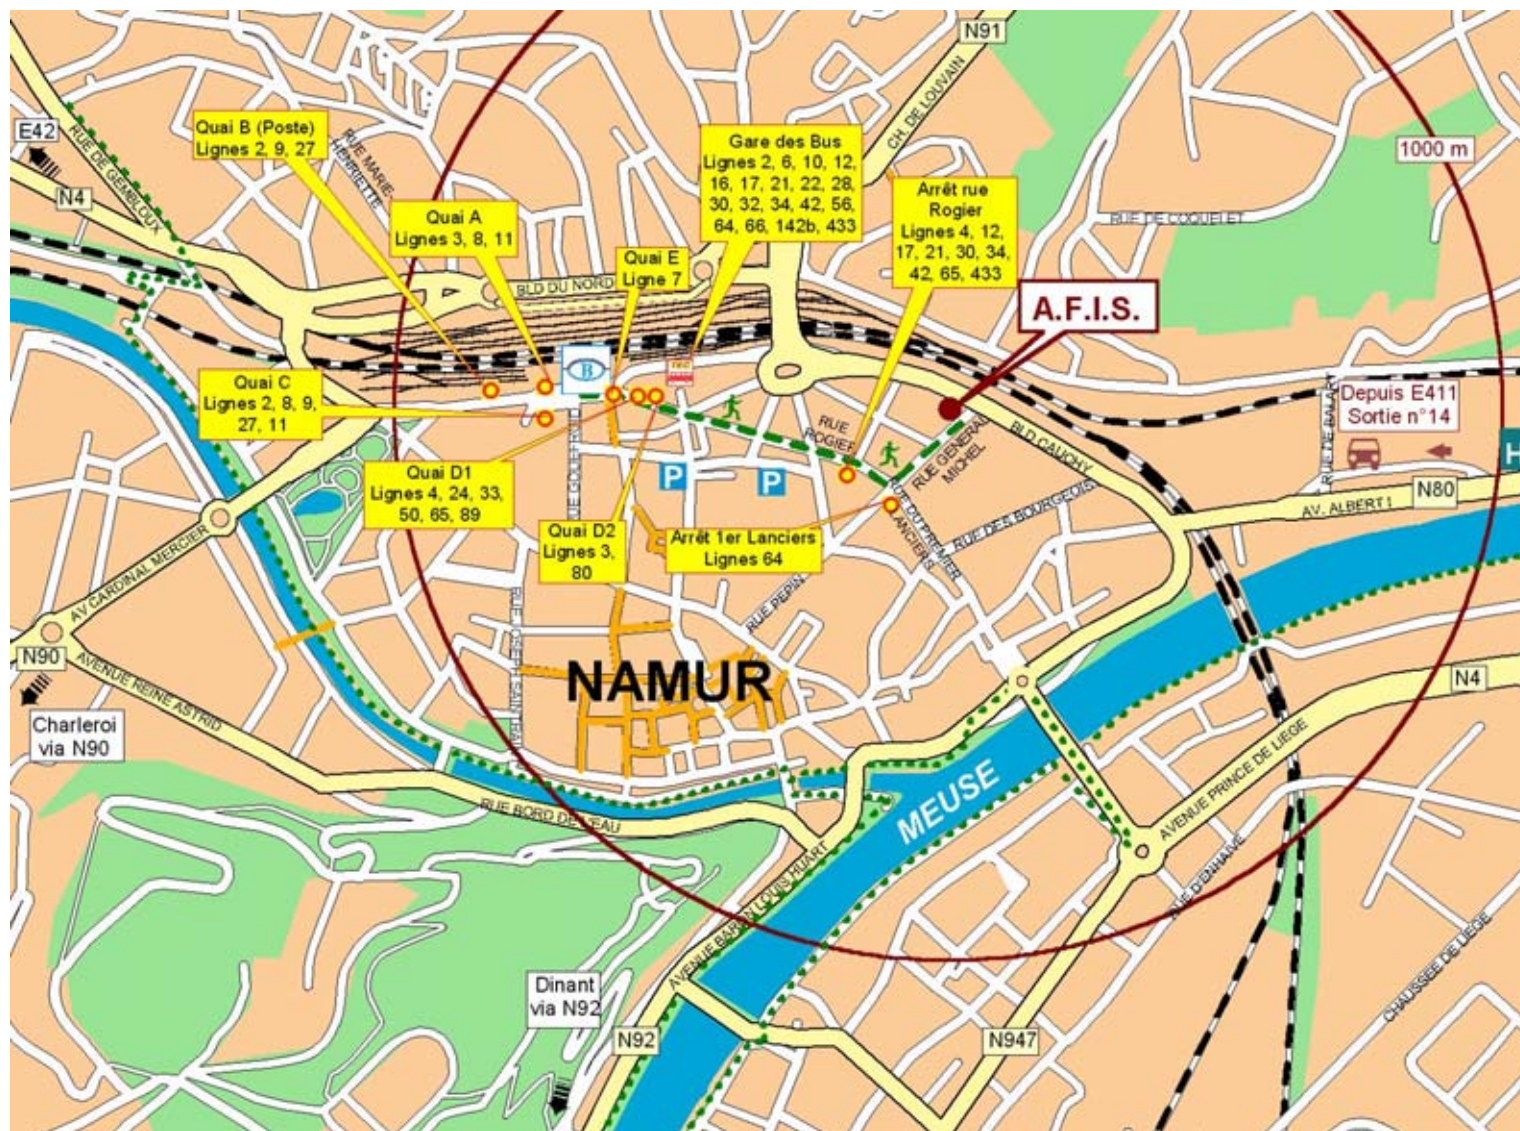 N91
E42
RUE DE GEMBLOUX
N4
Quai B (Poste)
Lignes 2, 9, 27
RUE MARIE-
HENRIETTE
Quai A
Lignes 3, 8, 11
Gare des Bus
Lignes 2, 6, 10, 12,
16, 17, 21, 22, 28,
30, 32, 34, 42, 56,
64, 66, 142b, 433
CH. DE LOUVAIN
1000 m
Arrêt rue
Rogier
Lignes 4, 12,
17, 21, 30, 34,
42, 65, 433
RUE DE COQUELET
Quai E
Ligne 7
BLD DU NORD
A.F.I.S.
B
TEC
Quai C
Lignes 2, 8, 9,
27, 11
Depuis E411
Sortie n°14
RUE DE BALART
RUE
ROGIER
RUE GENERAL
MICHEL
BLD CAUCHY
H
Quai D1
Lignes 4, 24, 33,
50, 65, 89
P
P
N80
AV. ALBERT 1
Quai D2
Lignes 3,
80
Arrêt 1er Lanciers
Lignes 64
RUE DU PREMIER
LANCIERS
RUE DES BOURGEOIS
AV CARDINAL MERCIER
RUE PEPIN
N90
AVENUE REINE ASTRID
NAMUR
N4
Charleroi
via N90
AVENUE PRINCE DE LIEGE
MEUSE
RUE BORD DE L'EAU
AVENUE BARON LOUIS HUART
RUE D'ENHAIVE
CHAUSSEE DE LIEGE
Dinant
via N92
N92
N947